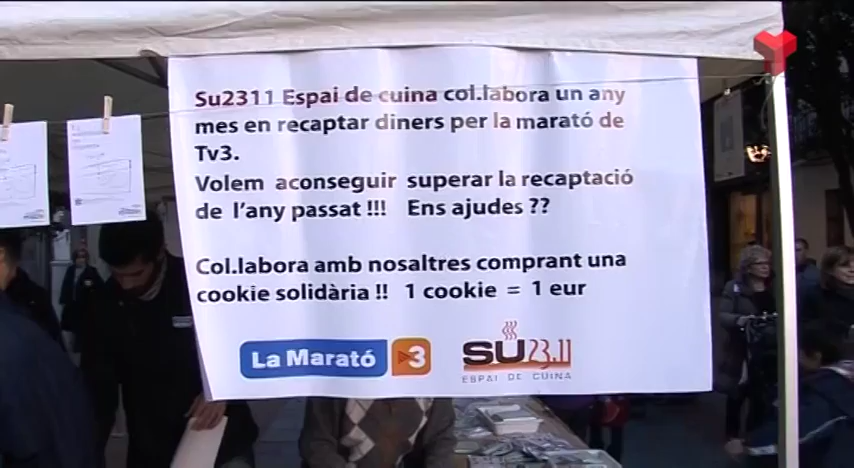 Su2311 Espai de cuina col.labora un any
mes en recaptar diners per la marató de
Tv3.
Volem aconseguir superar la recaptació
de l'any passat !!! Ens ajudes ??
Col.labora amb nosaltres comprant una
cookie solidària !! 1 cookie = 1 eur
La Marató 3
SU23.11
ESPAI DE CUINA